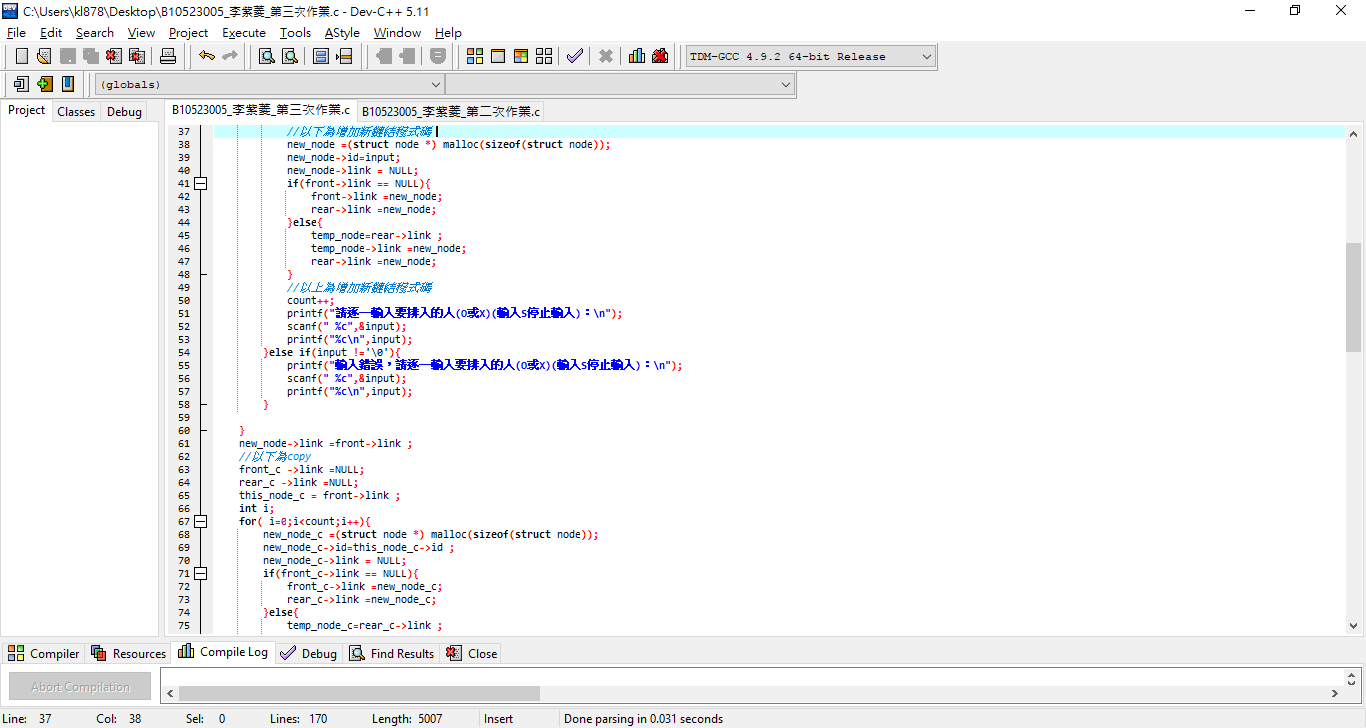 C:\Users\kl878\Desktop\B10523005_李紫菱_第三次作業.c - Dev-C++ 5.11
File Edit Search View Project Execute Tools AStyle Window Help
TDM-GCC 4.9.2 64-bit Release
(globals)
Project Classes Debug B10523005_李紫菱_第三次作業.c B10523005_李紫菱_第二次作業.c
37 //以下為增加新鏈結程式碼
38 new_node =(struct node *) malloc(sizeof(struct node));
39 new_node->id=input;
40 new_node->link = NULL;
41 if(front->link == NULL){
42 front->link =new_node;
43 rear->link =new_node;
44 }else{
45 temp_node=rear->link ;
46 temp_node->link =new_node;
47 rear->link =new_node;
48 }
49 //以上為增加新鏈結程式碼
50 count++;
51 printf("請逐一輸入要排入的人(O或X)(輸入S停止輸入)：\n");
52 scanf(" %c",&input);
53 printf("%c\n",input);
54 }else if(input !='\0'){
55 printf("輸入錯誤，請逐一輸入要排入的人(O或X)(輸入S停止輸入)：\n");
56 scanf(" %c",&input);
57 printf("%c\n",input);
58 }
59
60 }
61 new_node->link =front->link ;
62 //以下為copy
63 front_c ->link =NULL;
64 rear_c ->link =NULL;
65 this_node_c = front->link ;
66 int i;
67 for( i=0;i<count;i++){
68 new_node_c =(struct node *) malloc(sizeof(struct node));
69 new_node_c->id=this_node_c->id ;
70 new_node_c->link = NULL;
71 if(front_c->link == NULL){
72 front_c->link =new_node_c;
73 rear_c->link =new_node_c;
74 }else{
75 temp_node_c=rear_c->link ;
Compiler Resources Compile Log Debug Find Results Close
Abort Compilation
Line: 37 Col: 38 Sel: 0 Lines: 170 Length: 5007 Insert Done parsing in 0.031 seconds